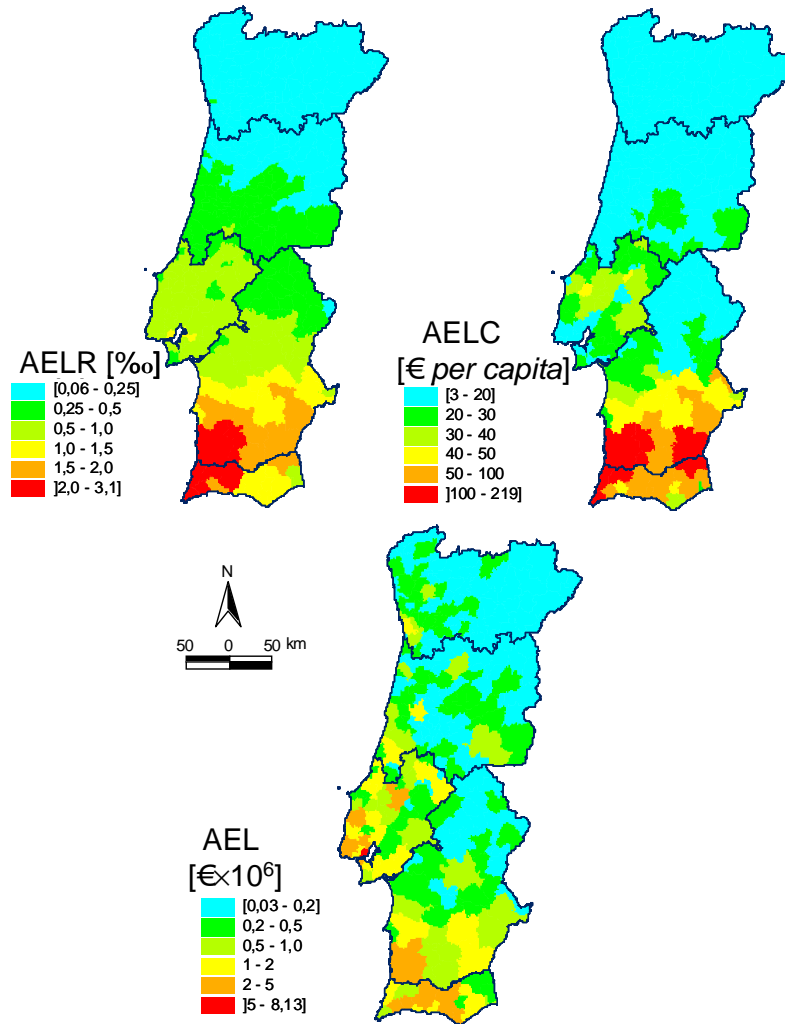 AELR [‰]
[0,06 - 0,25]
0,25 - 0,5
0,5 - 1,0
1,0 - 1,5
1,5 - 2,0
]2,0 - 3,1]
AELC
[€ per capita]
[3 - 20]
20 - 30
30 - 40
40 - 50
50 - 100
]100 - 219]
N
50 0 50 km
AEL
[€×10⁶]
[0,03 - 0,2]
0,2 - 0,5
0,5 - 1,0
1 - 2
2 - 5
]5 - 8,13]